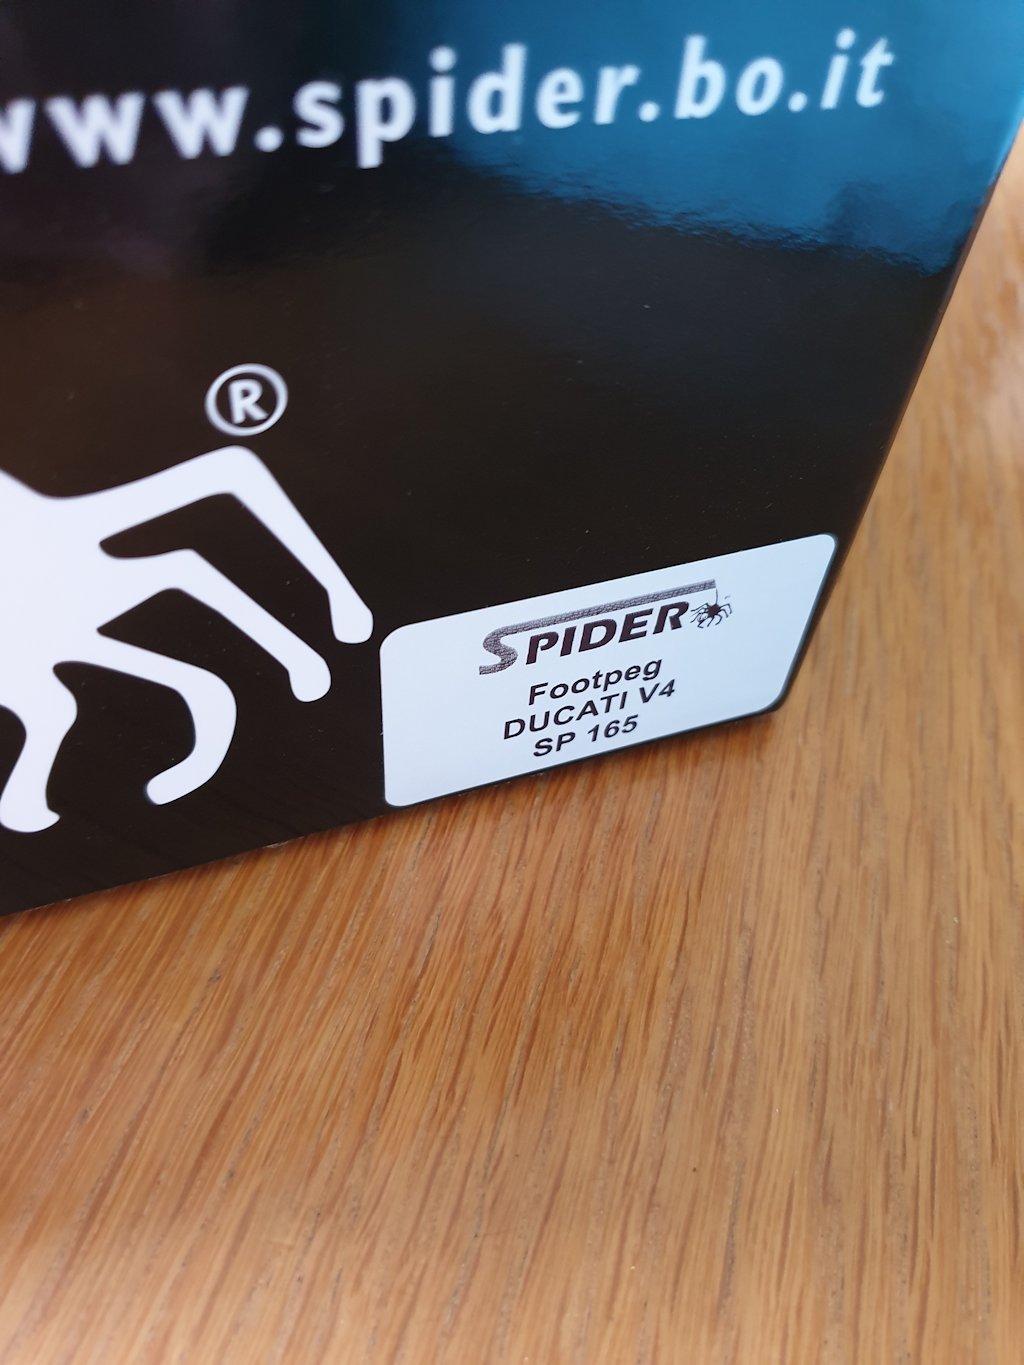 www.spider.bo.it
®
SPIDER
Footpeg
DUCATI V4
SP 165